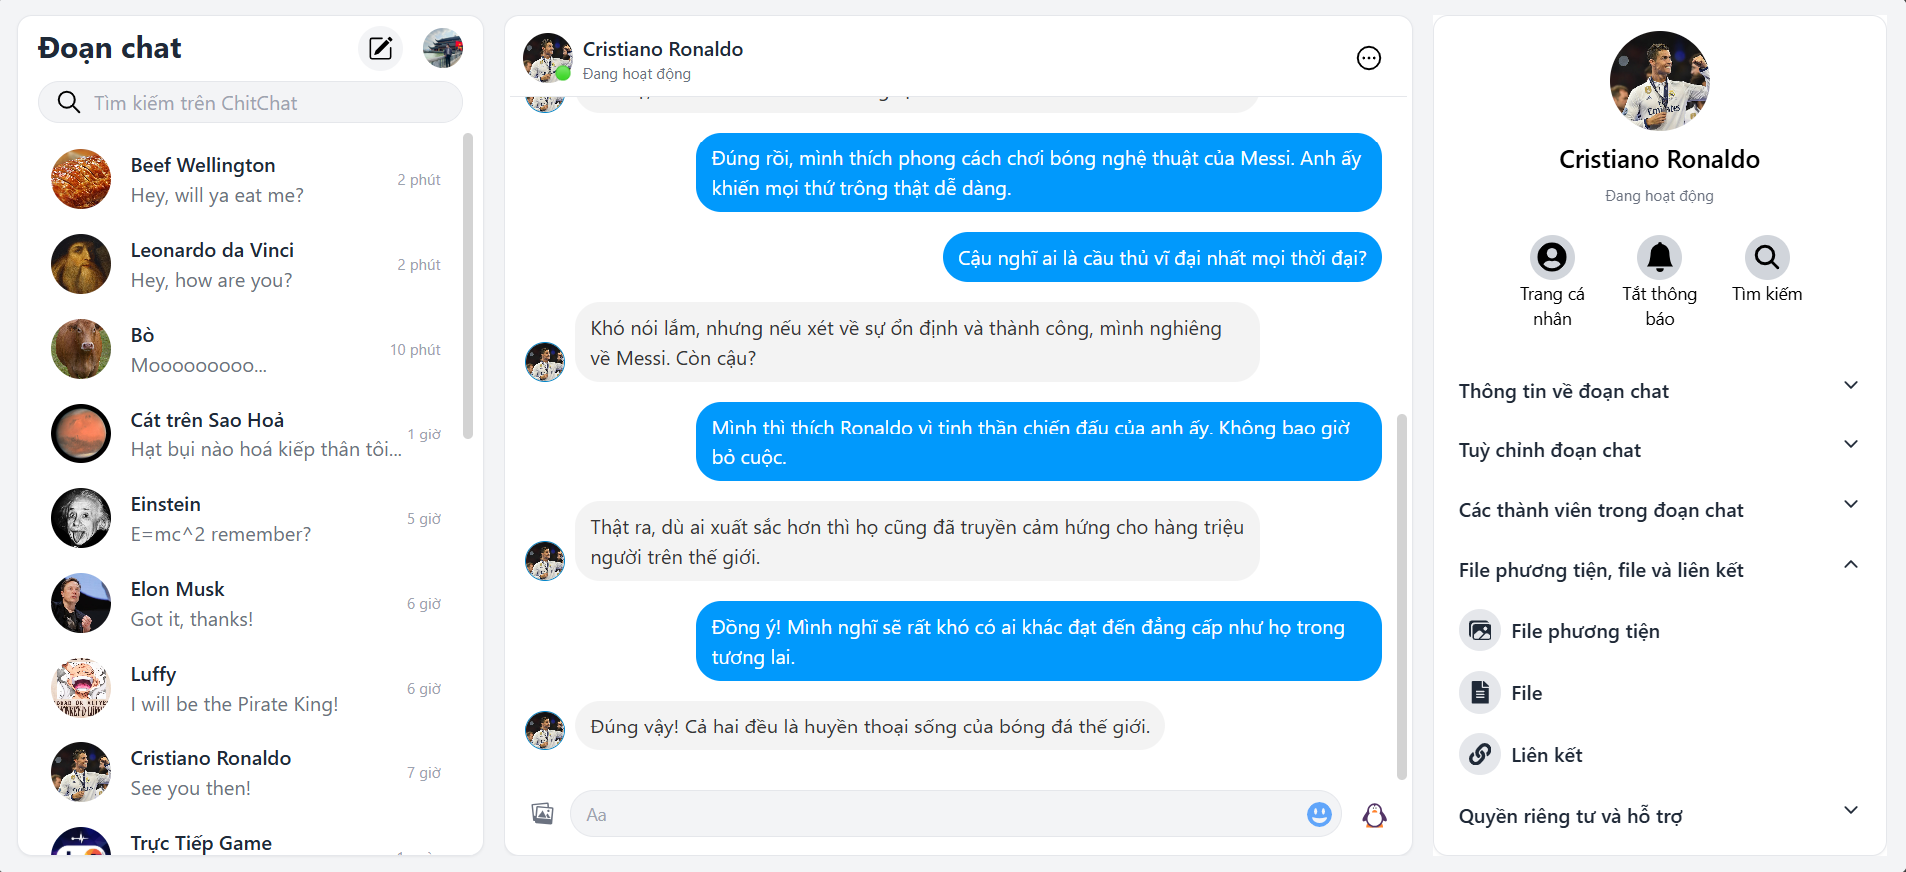 Đoạn chat
Tìm kiếm trên ChitChat
Beef Wellington
Hey, will ya eat me?
2 phút
Leonardo da Vinci
Hey, how are you?
2 phút
Bò
Mooooooooo...
10 phút
Cát trên Sao Hoả
Hạt bụi nào hoá kiếp thân tôi...
1 giờ
Einstein
E=mc^2 remember?
5 giờ
Elon Musk
Got it, thanks!
6 giờ
Luffy
I will be the Pirate King!
6 giờ
Cristiano Ronaldo
See you then!
7 giờ
Trực Tiếp Game
Cristiano Ronaldo
Đang hoạt động
Đúng rồi, mình thích phong cách chơi bóng nghệ thuật của Messi. Anh ấy
khiến mọi thứ trông thật dễ dàng.
Cậu nghĩ ai là cầu thủ vĩ đại nhất mọi thời đại?
Khó nói lắm, nhưng nếu xét về sự ổn định và thành công, mình nghiêng
về Messi. Còn cậu?
Mình thì thích Ronaldo vì tinh thần chiến đấu của anh ấy. Không bao giờ
bỏ cuộc.
Thật ra, dù ai xuất sắc hơn thì họ cũng đã truyền cảm hứng cho hàng triệu
người trên thế giới.
Đồng ý! Mình nghĩ sẽ rất khó có ai khác đạt đến đẳng cấp như họ trong
tương lai.
Đúng vậy! Cả hai đều là huyền thoại sống của bóng đá thế giới.
Aa
Cristiano Ronaldo
Đang hoạt động
Trang cá
nhân
Tắt thông
báo
Tìm kiếm
Thông tin về đoạn chat
Tuỳ chỉnh đoạn chat
Các thành viên trong đoạn chat
File phương tiện, file và liên kết
File phương tiện
File
Liên kết
Quyền riêng tư và hỗ trợ